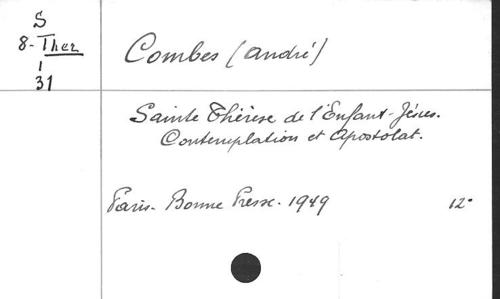 S
8-Ther
1
31
Combes (André)
Sainte Thérèse de l'Enfant-Jésus.
Contemplation et Apostolat.
Paris- Bonne Presse. 1949
12°